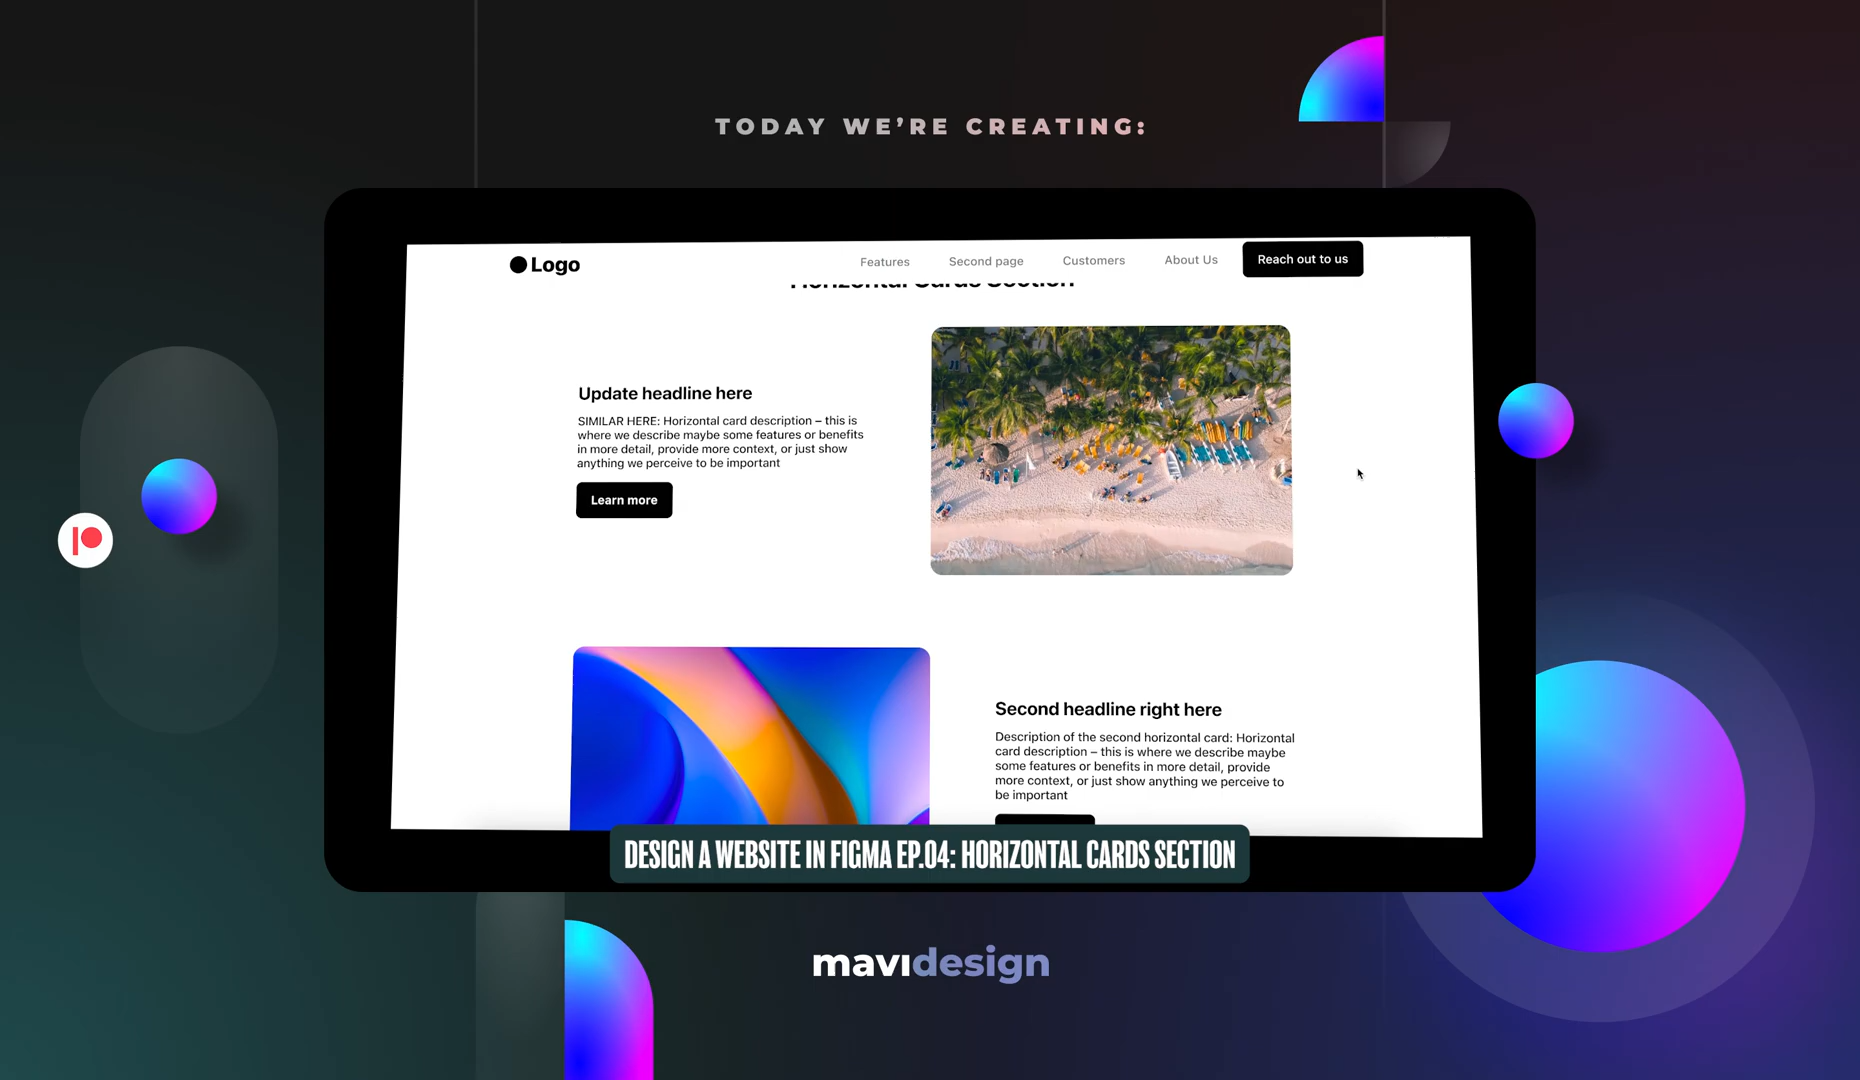 TODAY WE’RE CREATING:
Logo
Features
Second page
Customers
About Us
Reach out to us
Horizontal Cards Section
Update headline here
SIMILAR HERE: Horizontal card description – this is
where we describe maybe some features or benefits
in more detail, provide more context, or just show
anything we perceive to be important
Learn more
Second headline right here
Description of the second horizontal card: Horizontal
card description – this is where we describe maybe
some features or benefits in more detail, provide
more context, or just show anything we perceive to
be important
DESIGN A WEBSITE IN FIGMA EP.04: HORIZONTAL CARDS SECTION
mavidesign